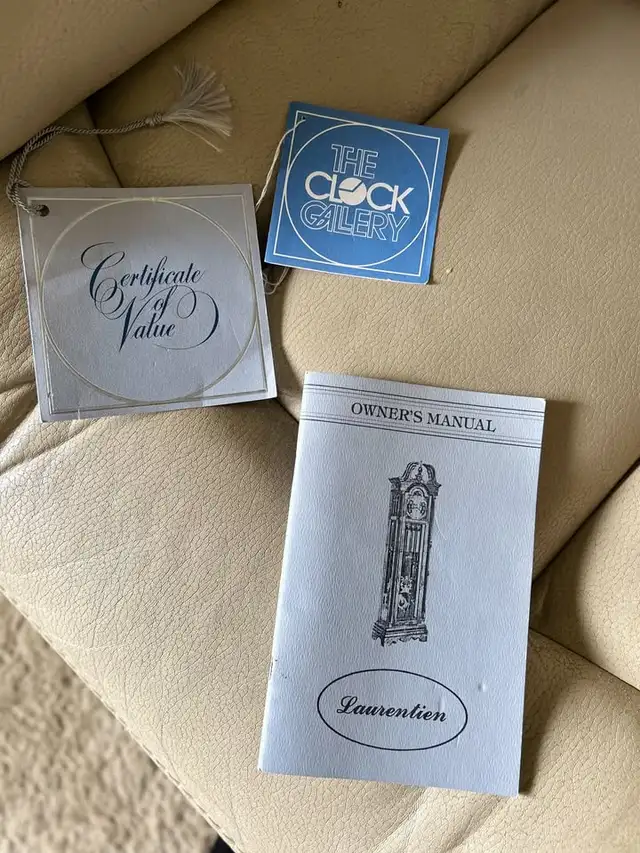 THE
CLOCK
GALLERY
Certificate
of
Value
OWNER'S MANUAL
Laurentien